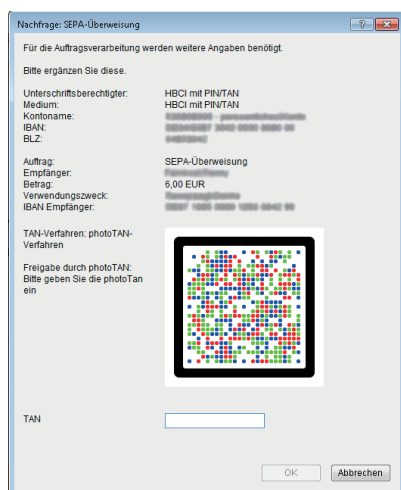 Nachfrage: SEPA-Überweisung
Für die Auftragsverarbeitung werden weitere Angaben benötigt.
Bitte ergänzen Sie diese.
Unterschriftsberechtigter: HBCI mit PIN/TAN
Medium: HBCI mit PIN/TAN
Kontoname:
IBAN:
BLZ:
Auftrag: SEPA-Überweisung
Empfänger:
Betrag: 6,00 EUR
Verwendungszweck:
IBAN Empfänger:
TAN-Verfahren: photoTAN-
Verfahren
Freigabe durch photoTAN:
Bitte geben Sie die photoTan
ein
TAN
OK Abbrechen